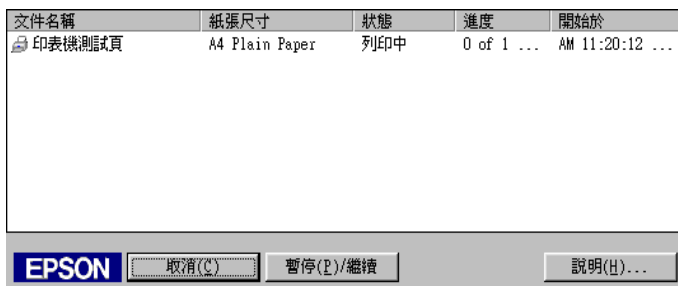 文件名稱 紙張尺寸 狀態 進度 開始於
印表機測試頁 A4 Plain Paper 列印中 0 of 1 ... AM 11:20:12 ...
EPSON 取消(C) 暫停(P)/繼續 說明(H)...